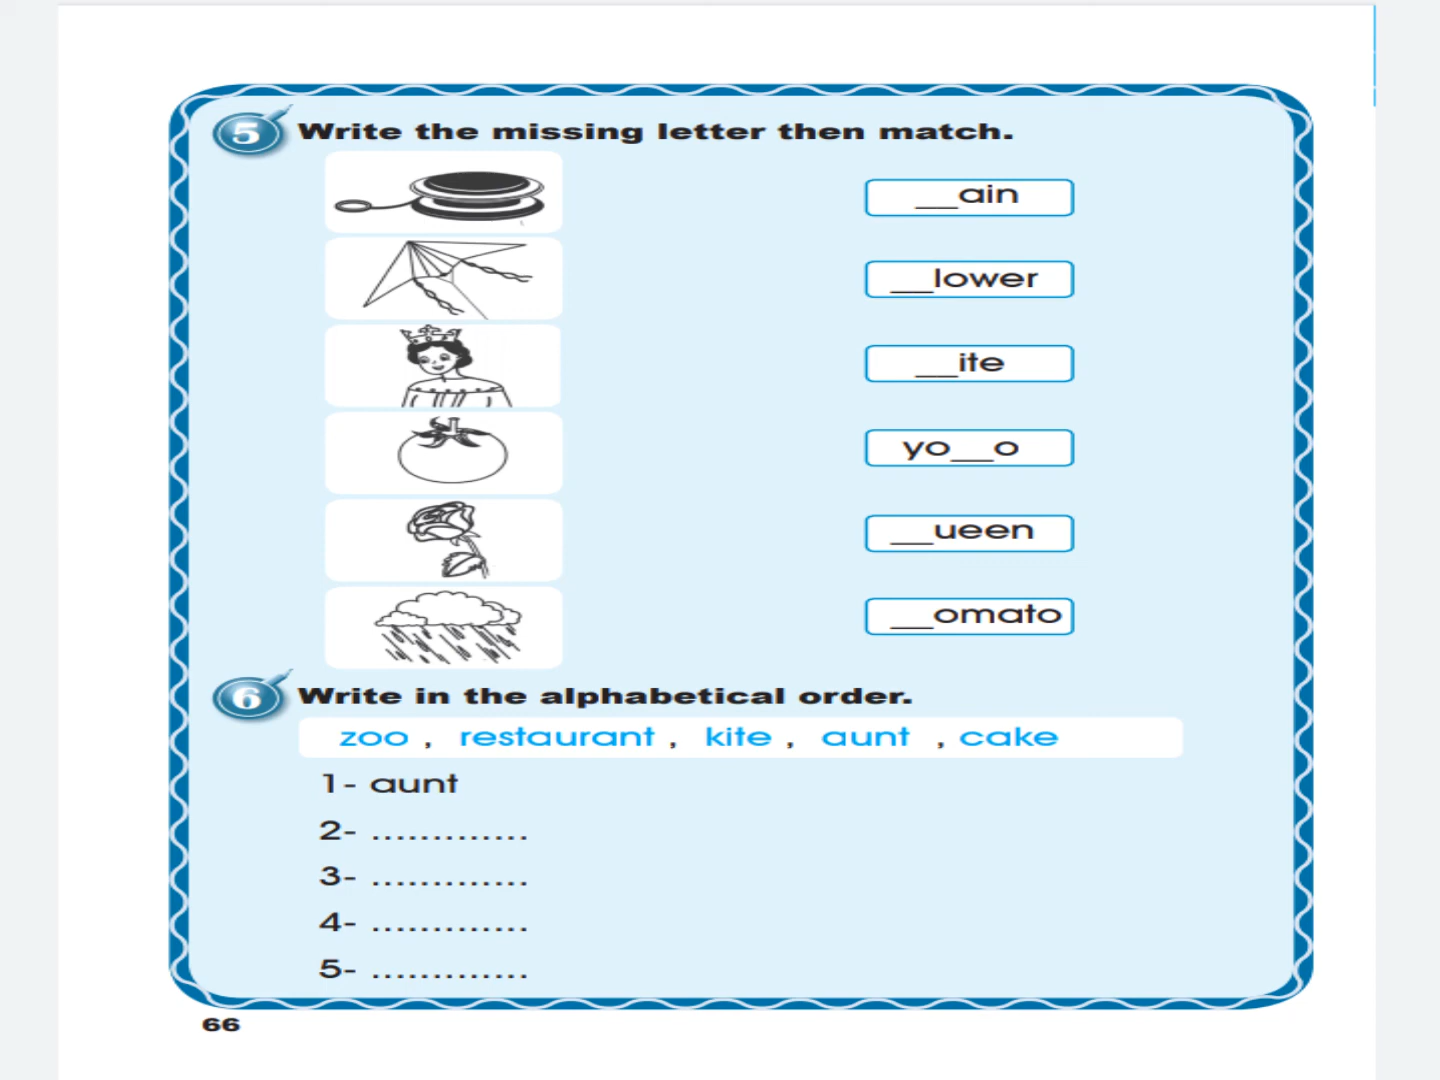 5 Write the missing letter then match.
__ain
__lower
__ite
yo__o
__ueen
__omato
6 Write in the alphabetical order.
zoo , restaurant , kite , aunt , cake
1- aunt
2- .............
3- .............
4- .............
5- .............
66